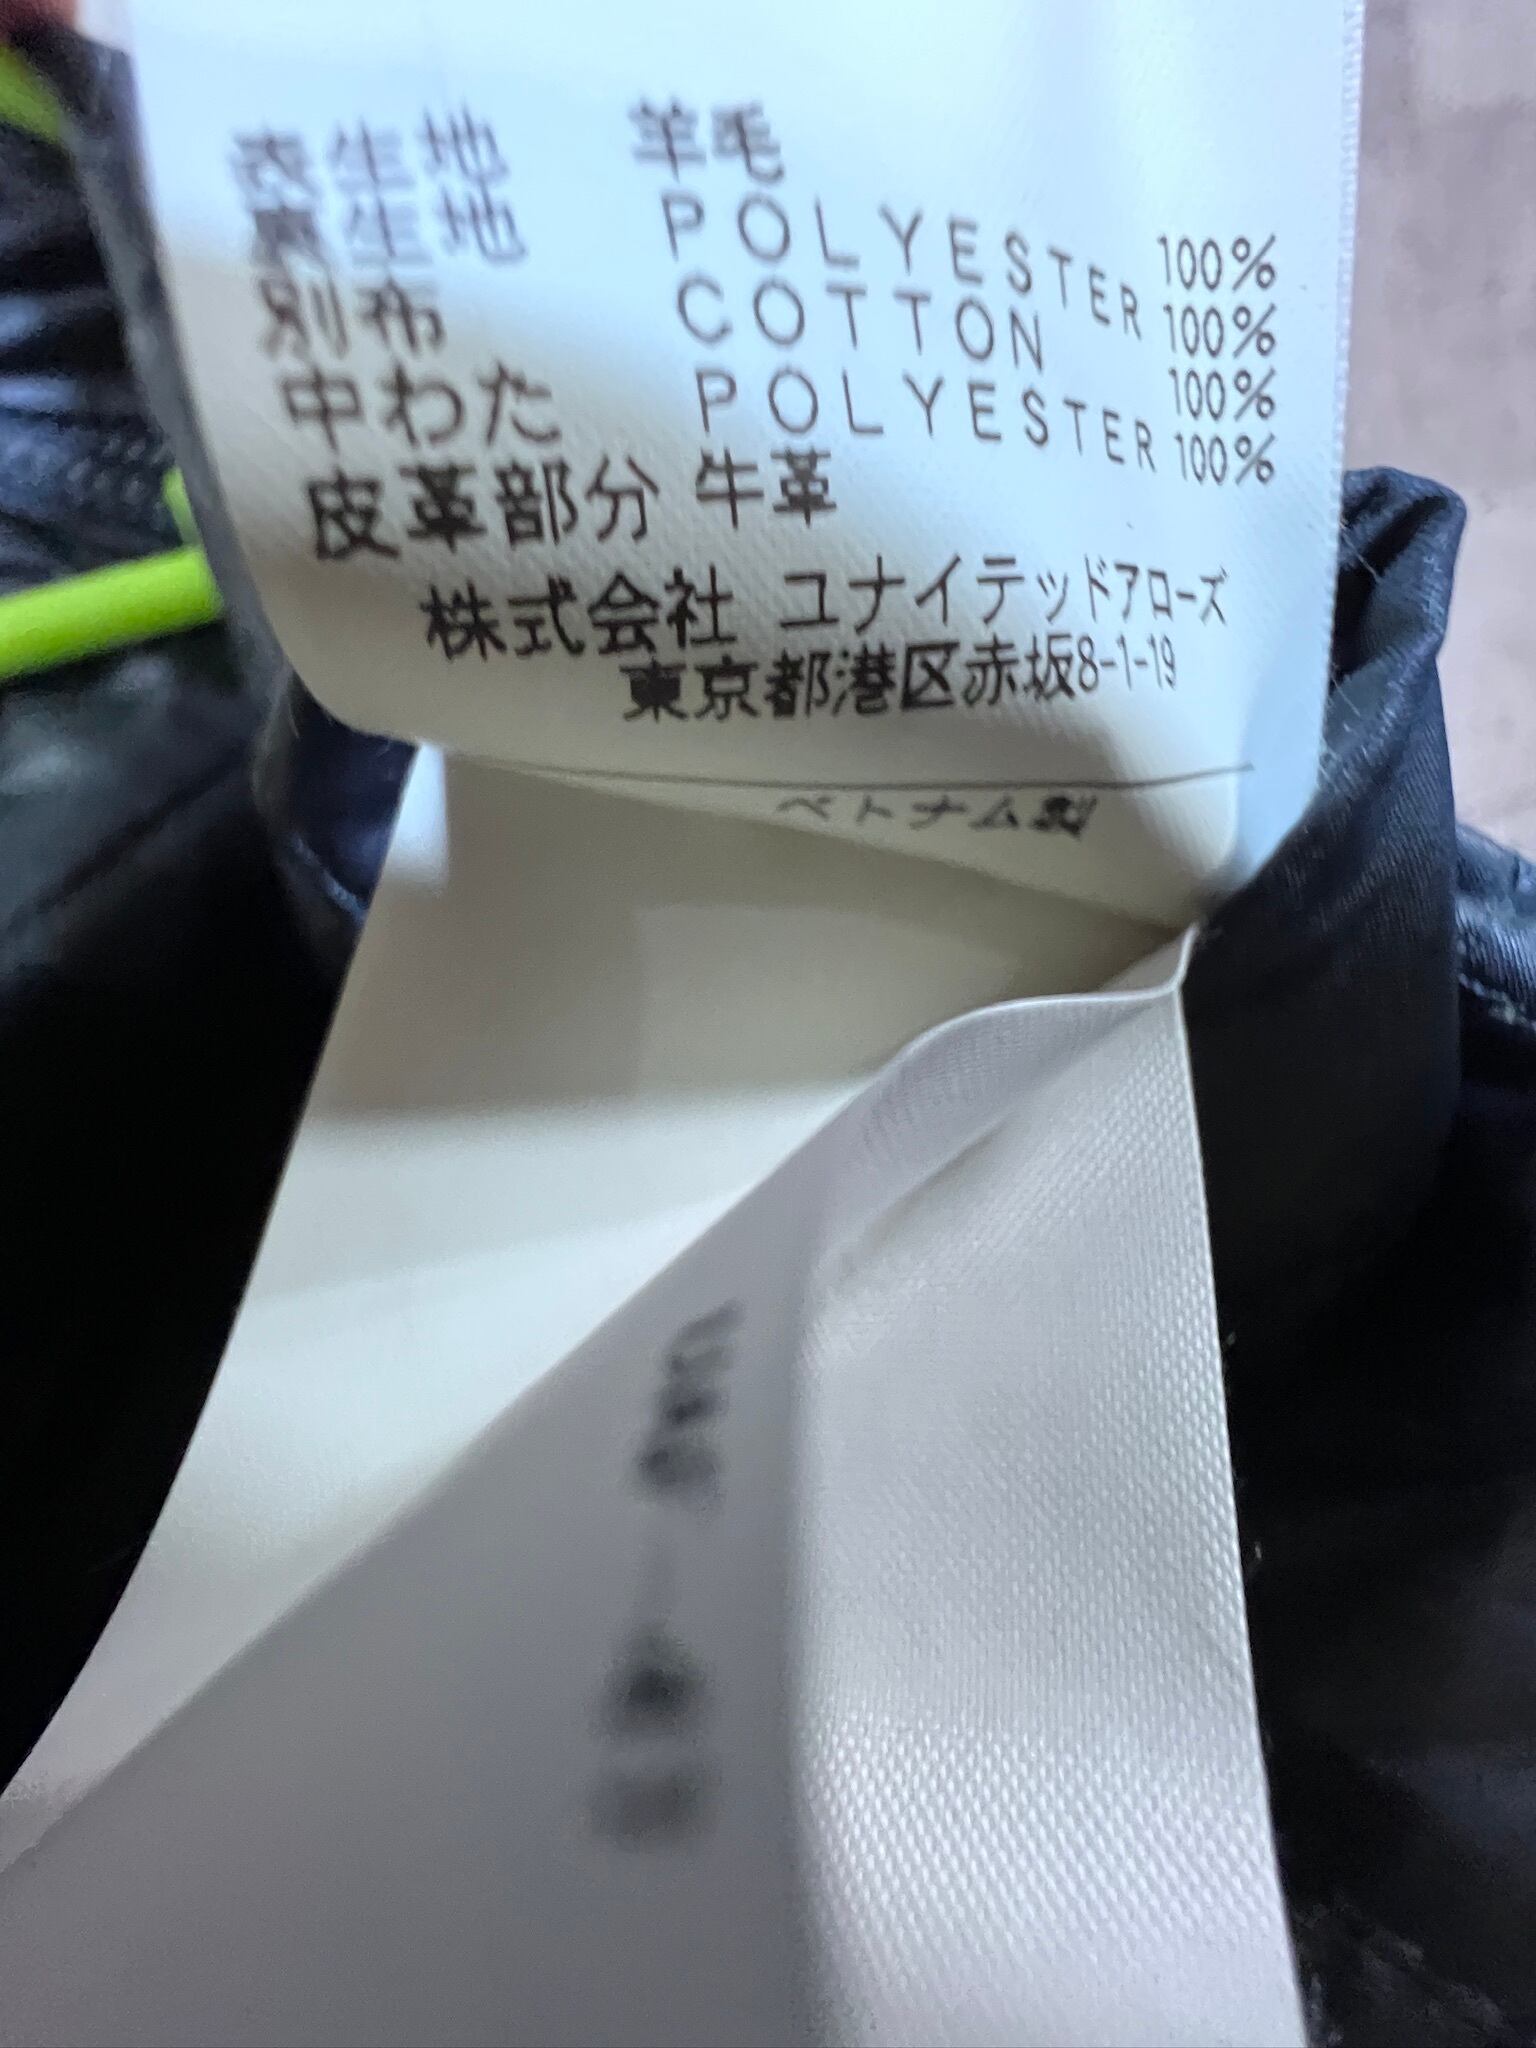 表生地 羊毛 100%
裏生地 POLYESTER 100%
別布 COTTON 100%
中わた POLYESTER 100%
皮革部分 牛革
株式会社 ユナイテッドアローズ
東京都港区赤坂8-1-19
ベトナム製